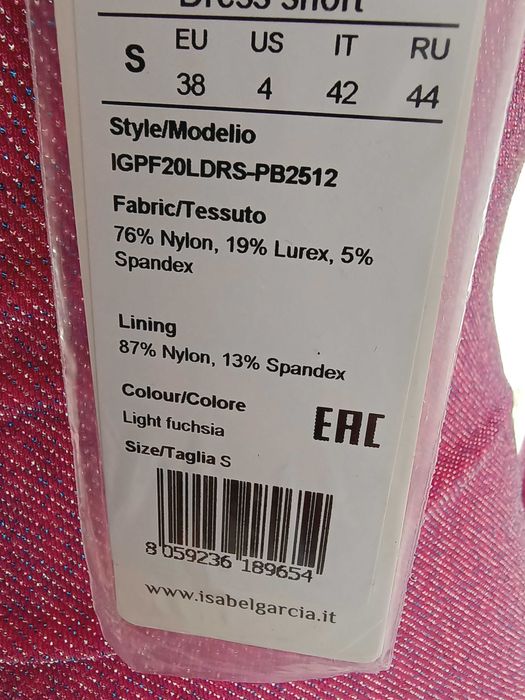 Dress short
S EU US IT RU
38 4 42 44
Style/Modelio
IGPF20LDRS-PB2512
Fabric/Tessuto
76% Nylon, 19% Lurex, 5%
Spandex
Lining
87% Nylon, 13% Spandex
Colour/Colore
Light fuchsia
EAC
Size/Taglia S
8 059236 189654
www.isabelgarcia.it